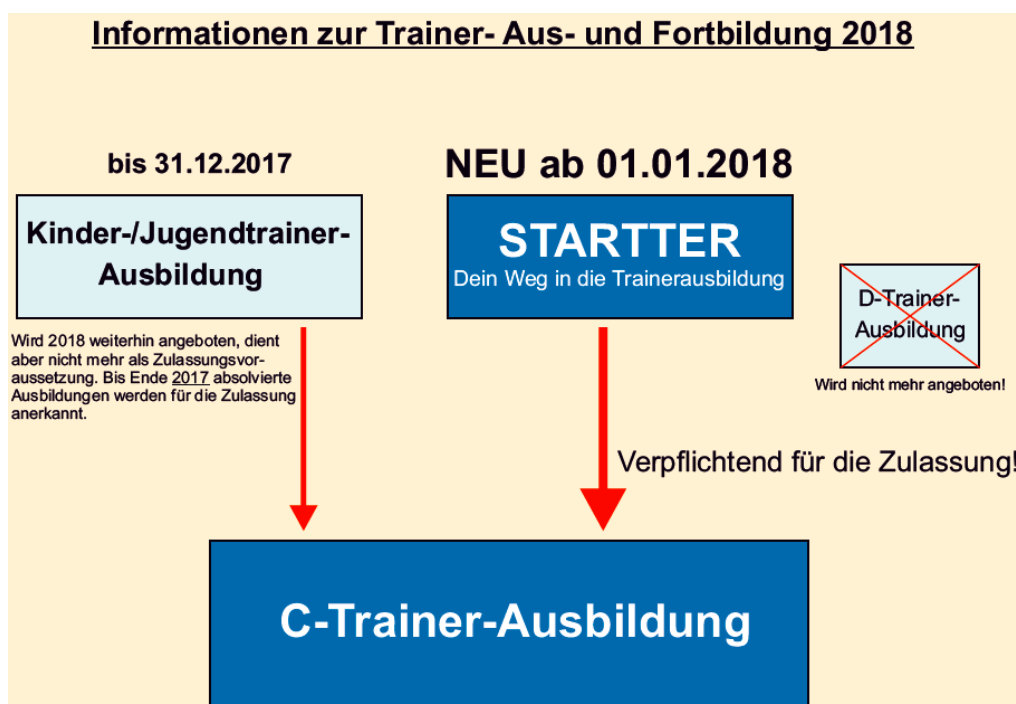 Informationen zur Trainer- Aus- und Fortbildung 2018
bis 31.12.2017
Kinder-/Jugendtrainer-
Ausbildung
Wird 2018 weiterhin angeboten, dient
aber nicht mehr als Zulassungsvor-
aussetzung. Bis Ende 2017 absolvierte
Ausbildungen werden für die Zulassung
anerkannt.
NEU ab 01.01.2018
STARTTER
Dein Weg in die Trainerausbildung
D-Trainer-
Ausbildung
Wird nicht mehr angeboten!
Verpflichtend für die Zulassung!
C-Trainer-Ausbildung